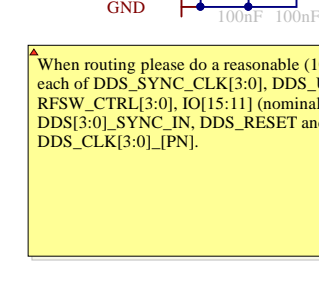 GND
100nF 100nF
When routing please do a reasonable (1
each of DDS_SYNC_CLK[3:0],
RFSW_CTRL[3:0], IO[15:11] (nominal
DDS[3:0]_SYNC_IN, DDS_RESET and
DDS_CLK[3:0]_[PN].